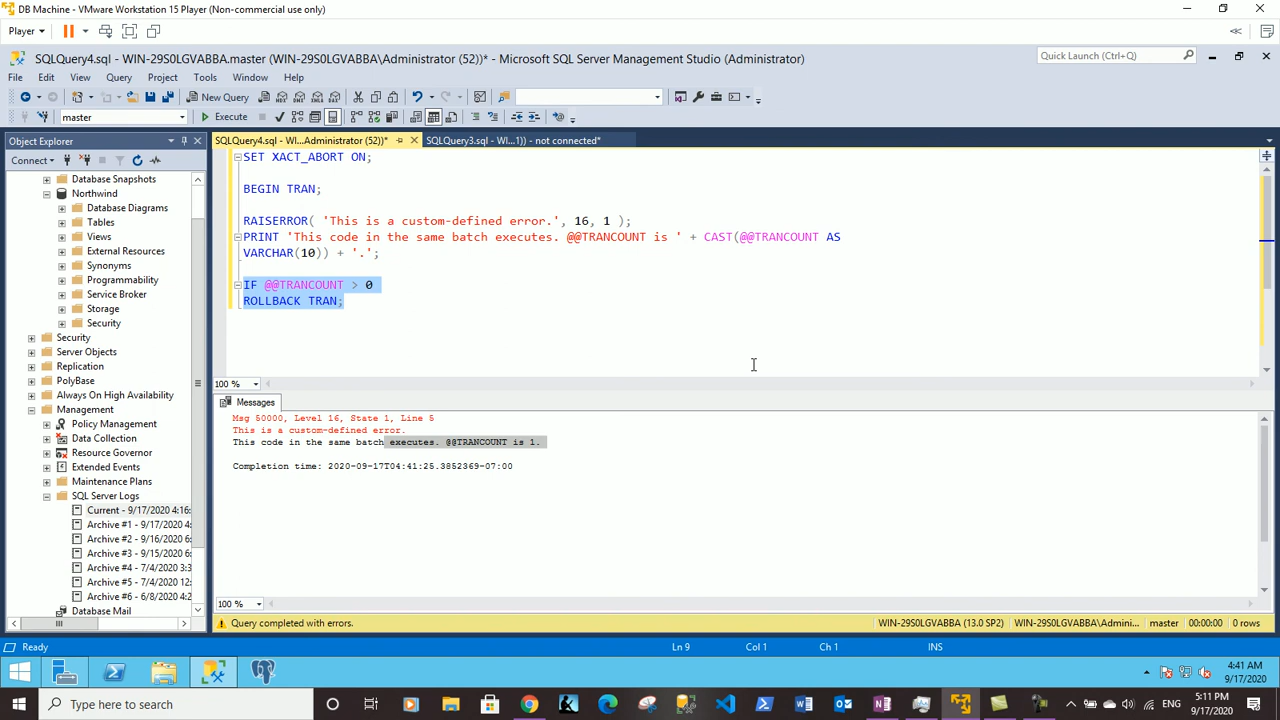 DB Machine - VMware Workstation 15 Player (Non-commercial use only)
Player
SQLQuery4.sql - WIN-29S0LGVABBA.master (WIN-29S0LGVABBA\Administrator (52))* - Microsoft SQL Server Management Studio (Administrator)
Quick Launch (Ctrl+Q)
File Edit View Query Project Tools Window Help
New Query
master
Execute
Object Explorer
SQLQuery4.sql - WI...Administrator (52))*
SQLQuery3.sql - WI...1)) - not connected*
Connect
Database Snapshots
Northwind
Database Diagrams
Tables
Views
External Resources
Synonyms
Programmability
Service Broker
Storage
Security
Security
Server Objects
Replication
PolyBase
Always On High Availability
Management
Policy Management
Data Collection
Resource Governor
Extended Events
Maintenance Plans
SQL Server Logs
Current - 9/17/2020 4:16:
Archive #1 - 9/17/2020 4:
Archive #2 - 9/16/2020 6:
Archive #3 - 9/15/2020 6:
Archive #4 - 7/4/2020 3:3
Archive #5 - 7/4/2020 12:
Archive #6 - 6/8/2020 4:2
Database Mail
SET XACT_ABORT ON;
BEGIN TRAN;
RAISERROR( 'This is a custom-defined error.', 16, 1 );
PRINT 'This code in the same batch executes. @@TRANCOUNT is ' + CAST(@@TRANCOUNT AS
VARCHAR(10)) + '.';
IF @@TRANCOUNT > 0
ROLLBACK TRAN;
100 %
Messages
Msg 50000, Level 16, State 1, Line 5
This is a custom-defined error.
This code in the same batch executes. @@TRANCOUNT is 1.
Completion time: 2020-09-17T04:41:25.3852369-07:00
100 %
Query completed with errors.
WIN-29S0LGVABBA (13.0 SP2)
WIN-29S0LGVABBA\Admini...
master
00:00:00
0 rows
Ready
Ln 9
Col 1
Ch 1
INS
4:41 AM
9/17/2020
Type here to search
5:11 PM
9/17/2020